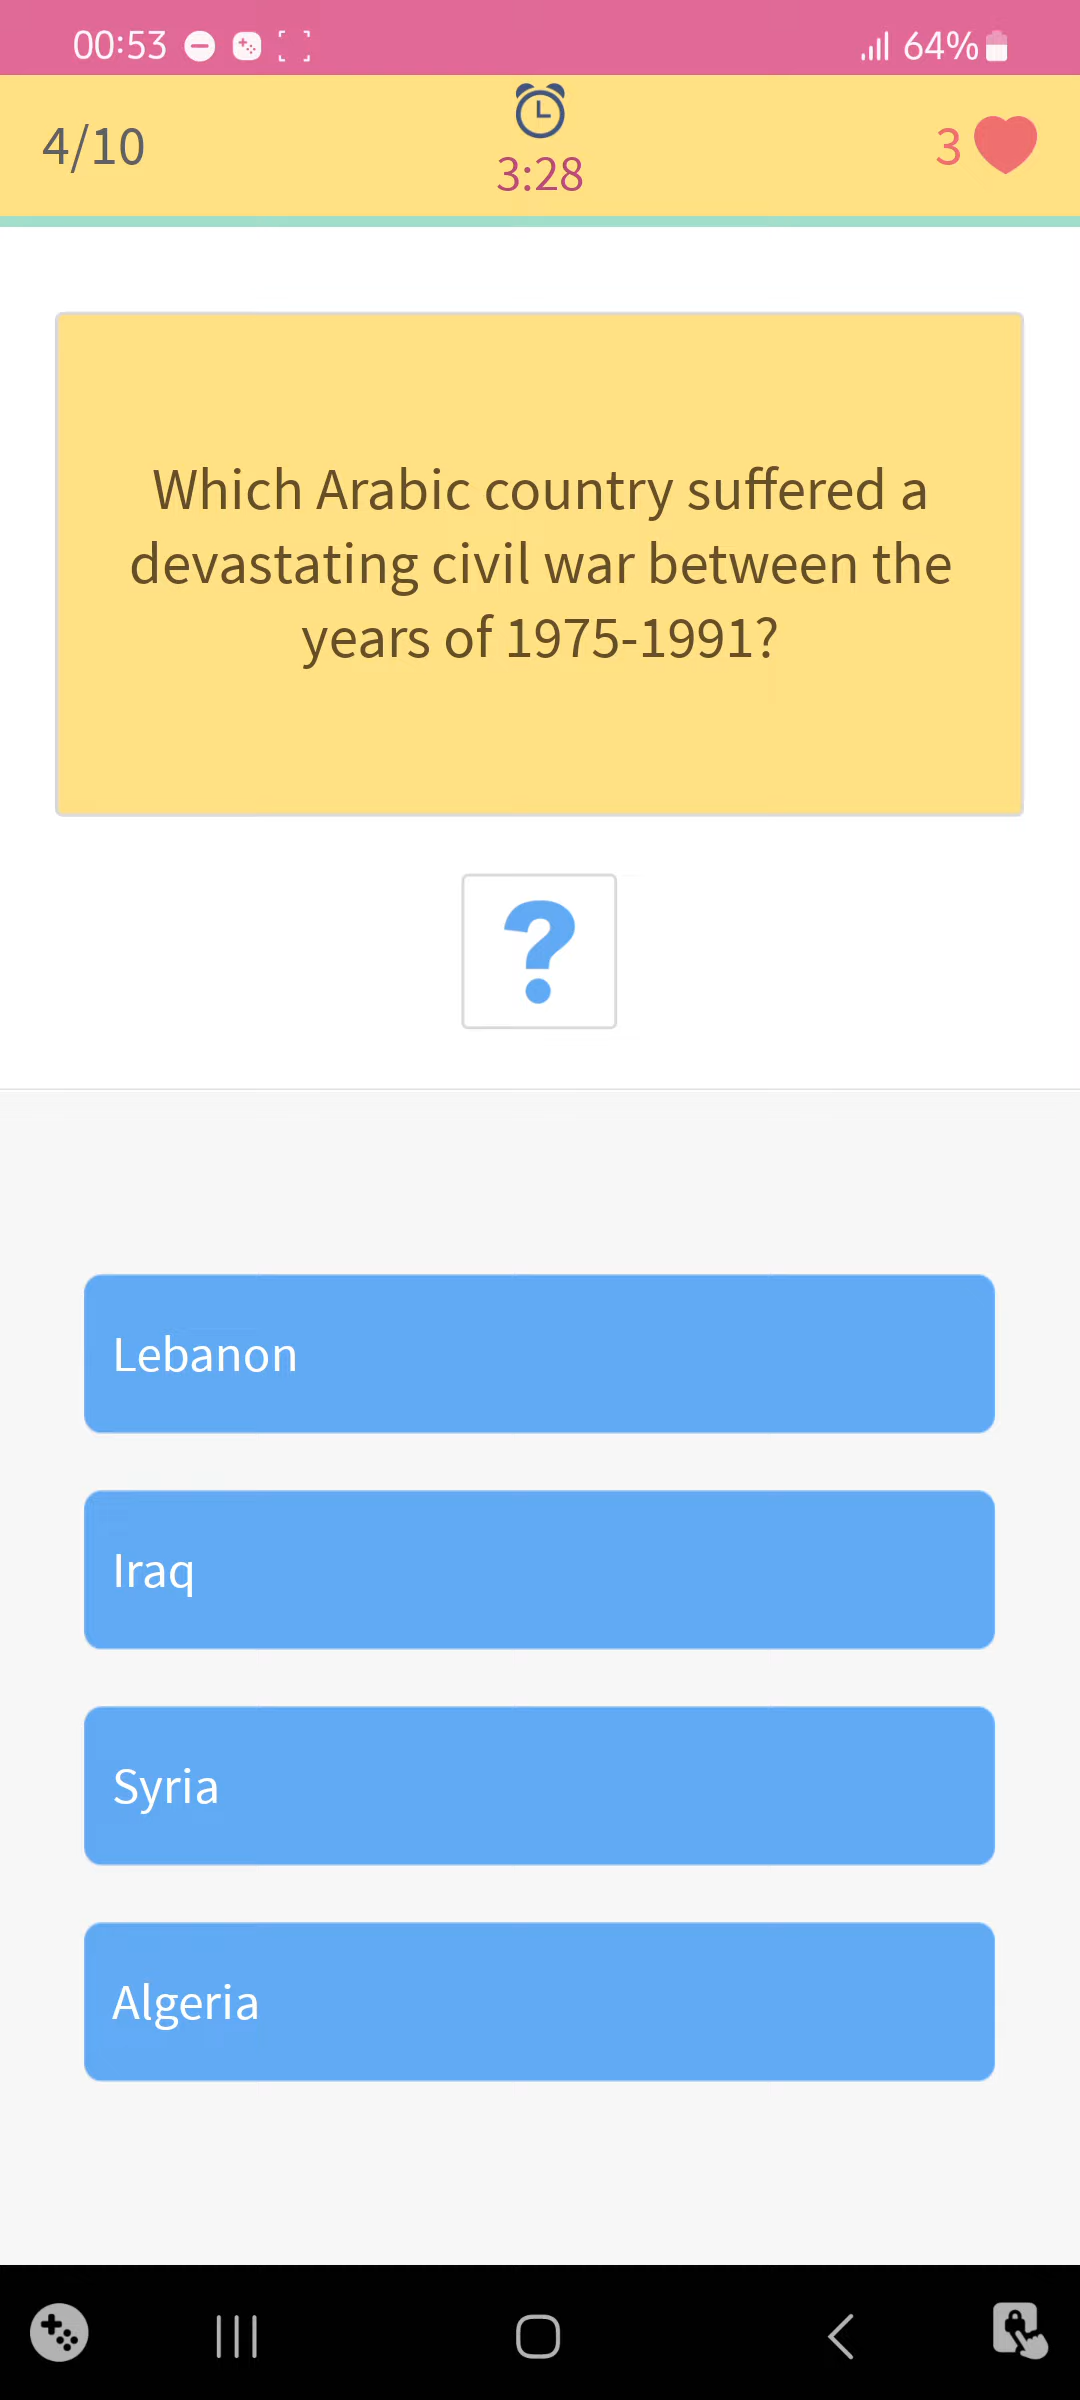 00:53
64%
4/10
3:28
3
Which Arabic country suffered a
devastating civil war between the
years of 1975-1991?
?
Lebanon
Iraq
Syria
Algeria